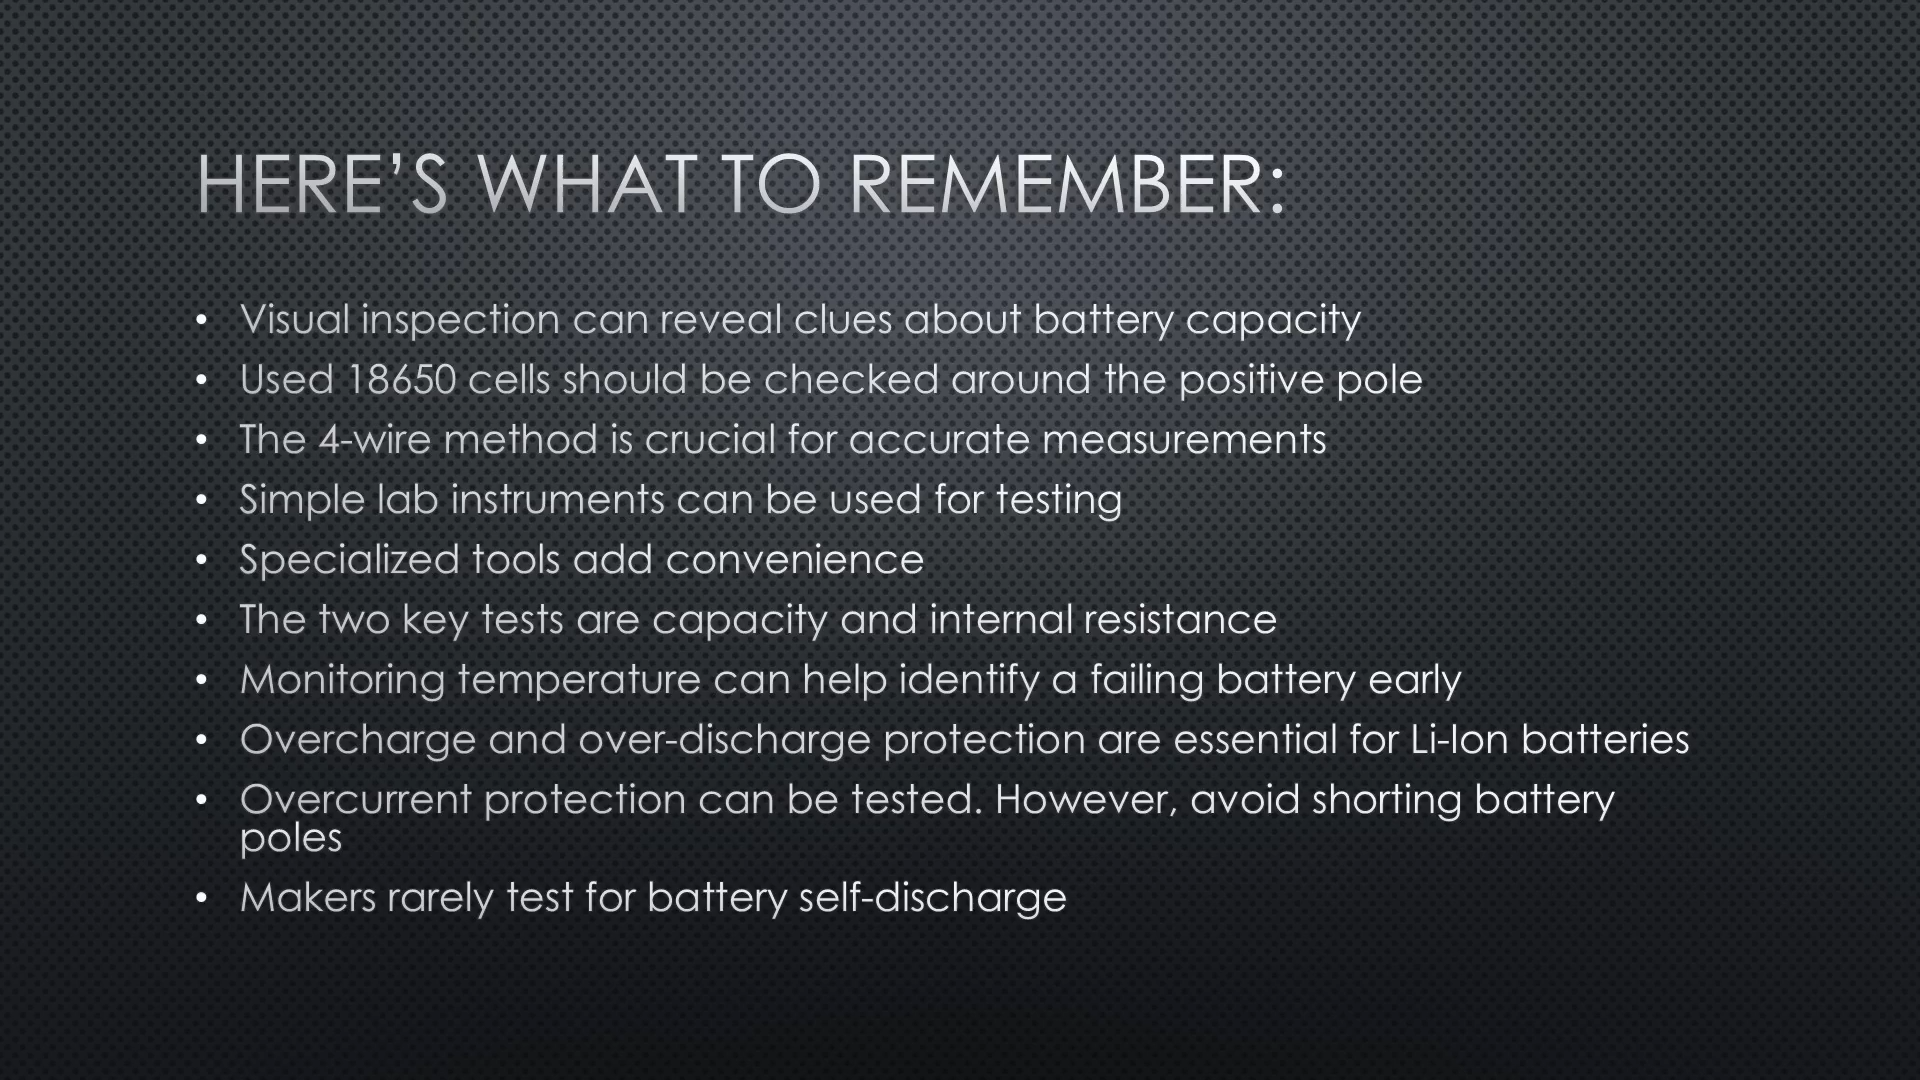 HERE’S WHAT TO REMEMBER:
• Visual inspection can reveal clues about battery capacity
• Used 18650 cells should be checked around the positive pole
• The 4-wire method is crucial for accurate measurements
• Simple lab instruments can be used for testing
• Specialized tools add convenience
• The two key tests are capacity and internal resistance
• Monitoring temperature can help identify a failing battery early
• Overcharge and over-discharge protection are essential for Li-Ion batteries
• Overcurrent protection can be tested. However, avoid shorting battery
poles
• Makers rarely test for battery self-discharge